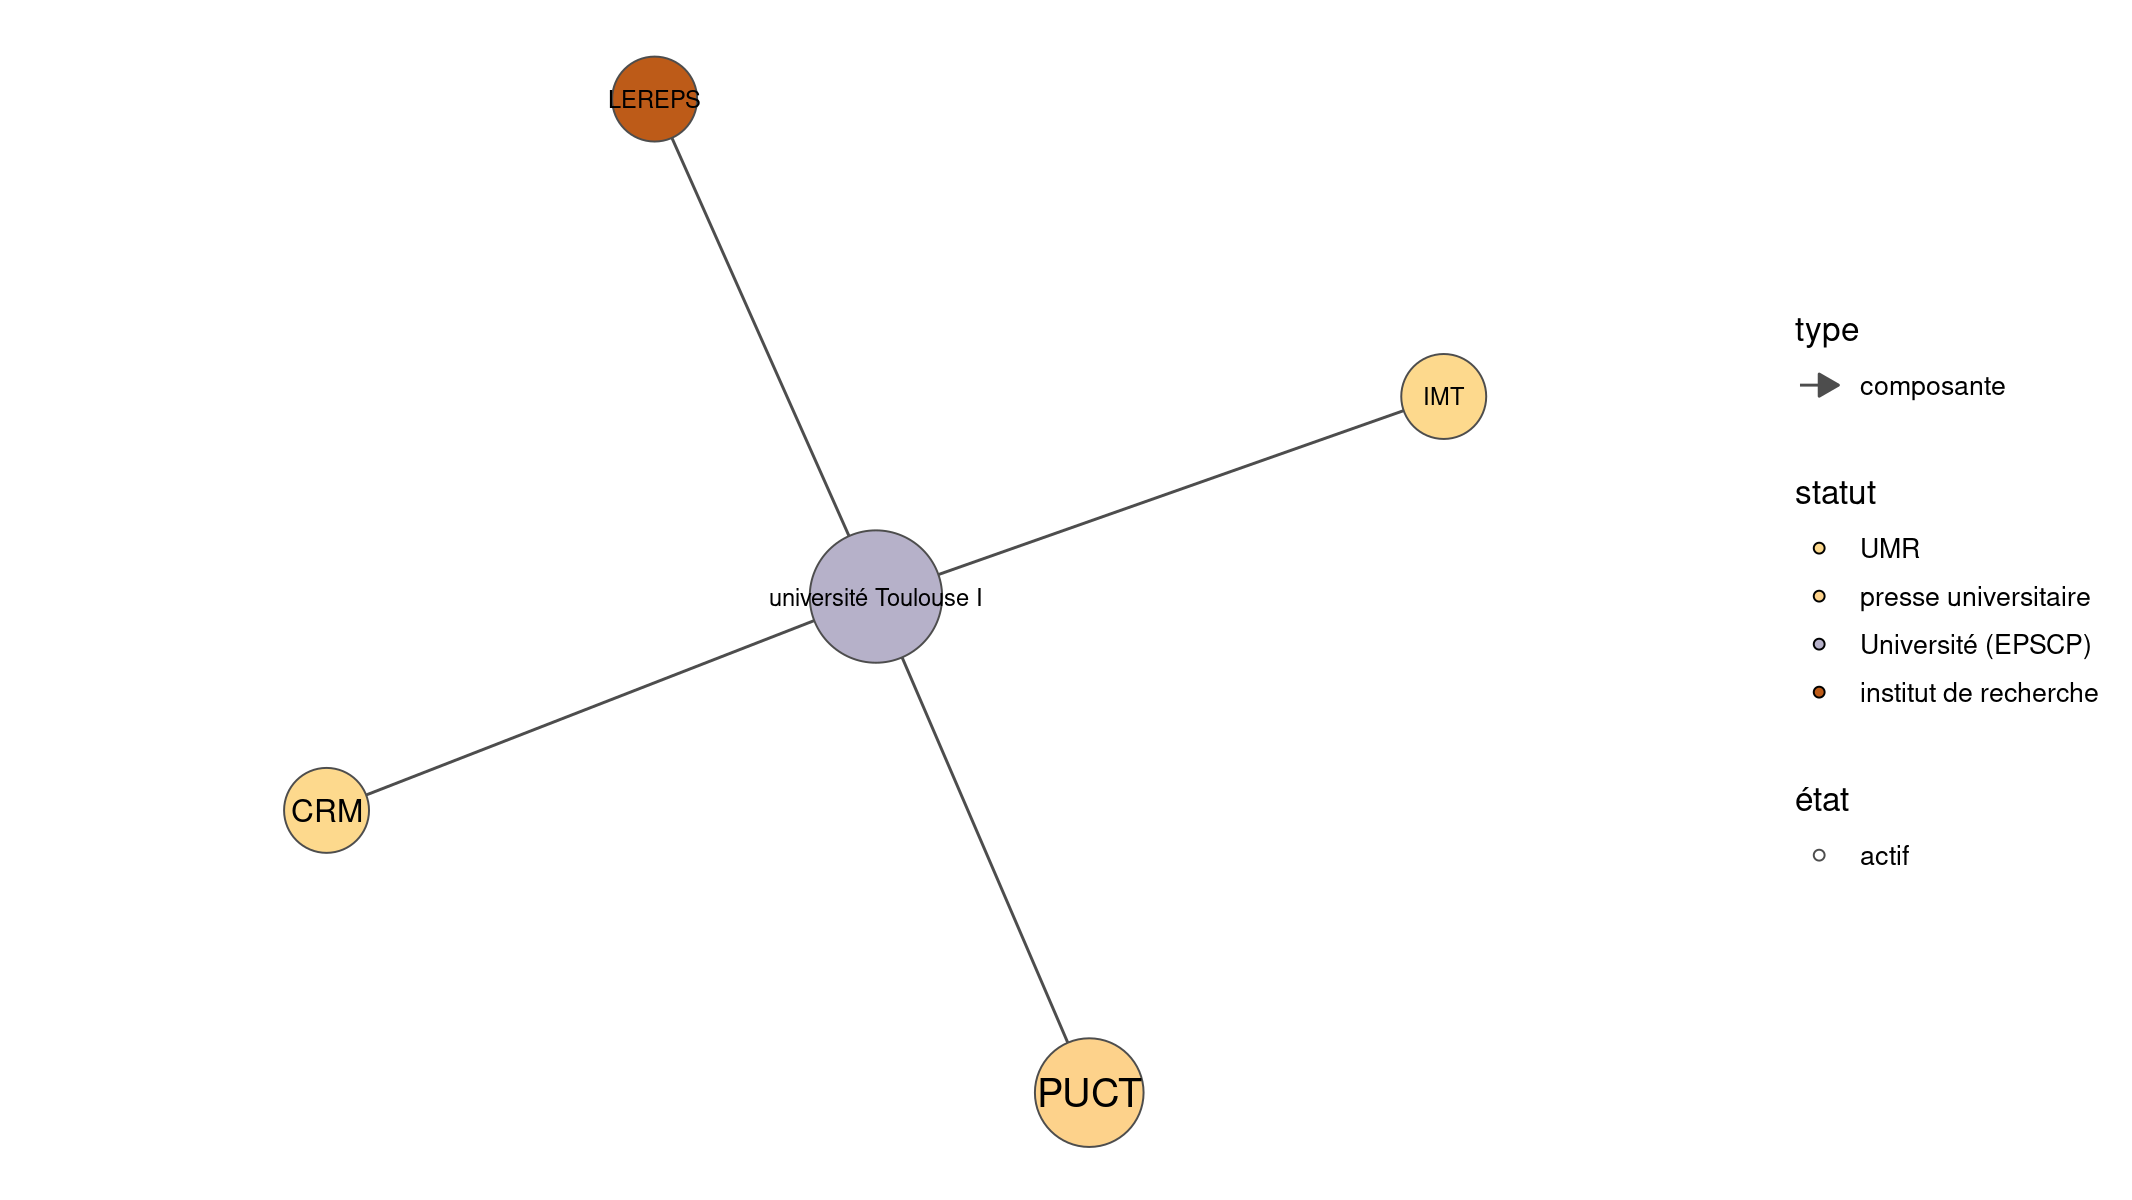 LEREPS
IMT
université Toulouse I
CRM
PUCT
type
composante
statut
UMR
presse universitaire
Université (EPSCP)
institut de recherche
état
actif